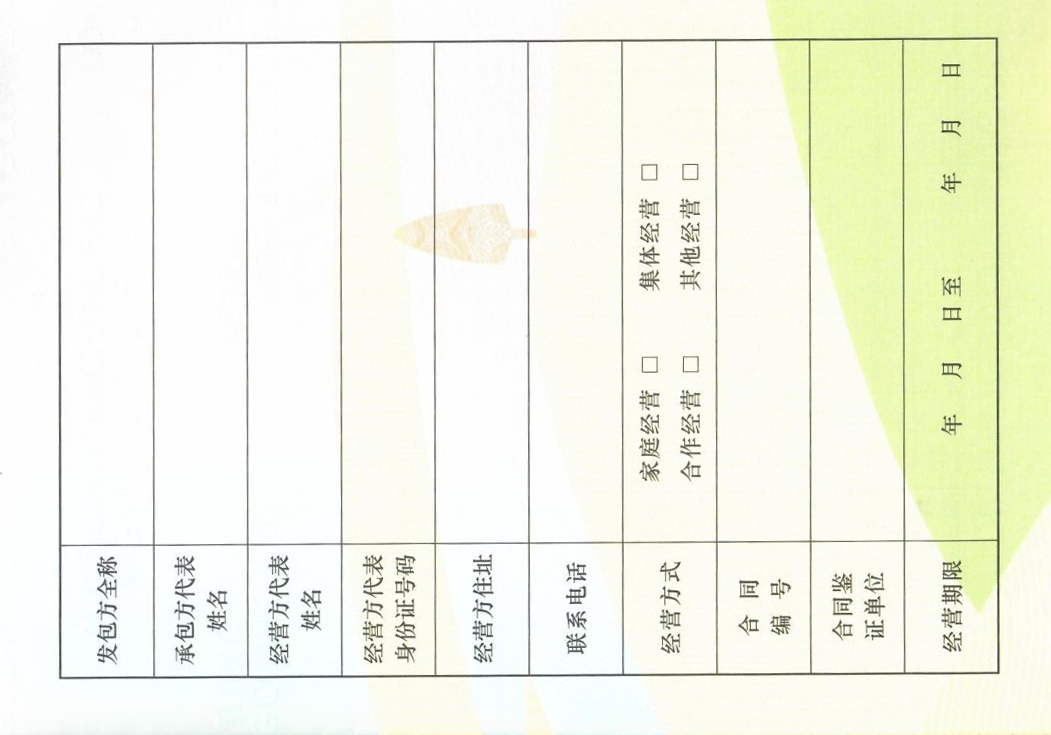 发包方全称
承包方代表
姓名
经营方代表
姓名
经营方代表
身份证号码
经营方住址
联系电话
经营方式
家庭经营 □ 集体经营 □
合作经营 □ 其他经营 □
合 同
编 号
合同鉴
证单位
经营期限
年 月 日至 年 月 日